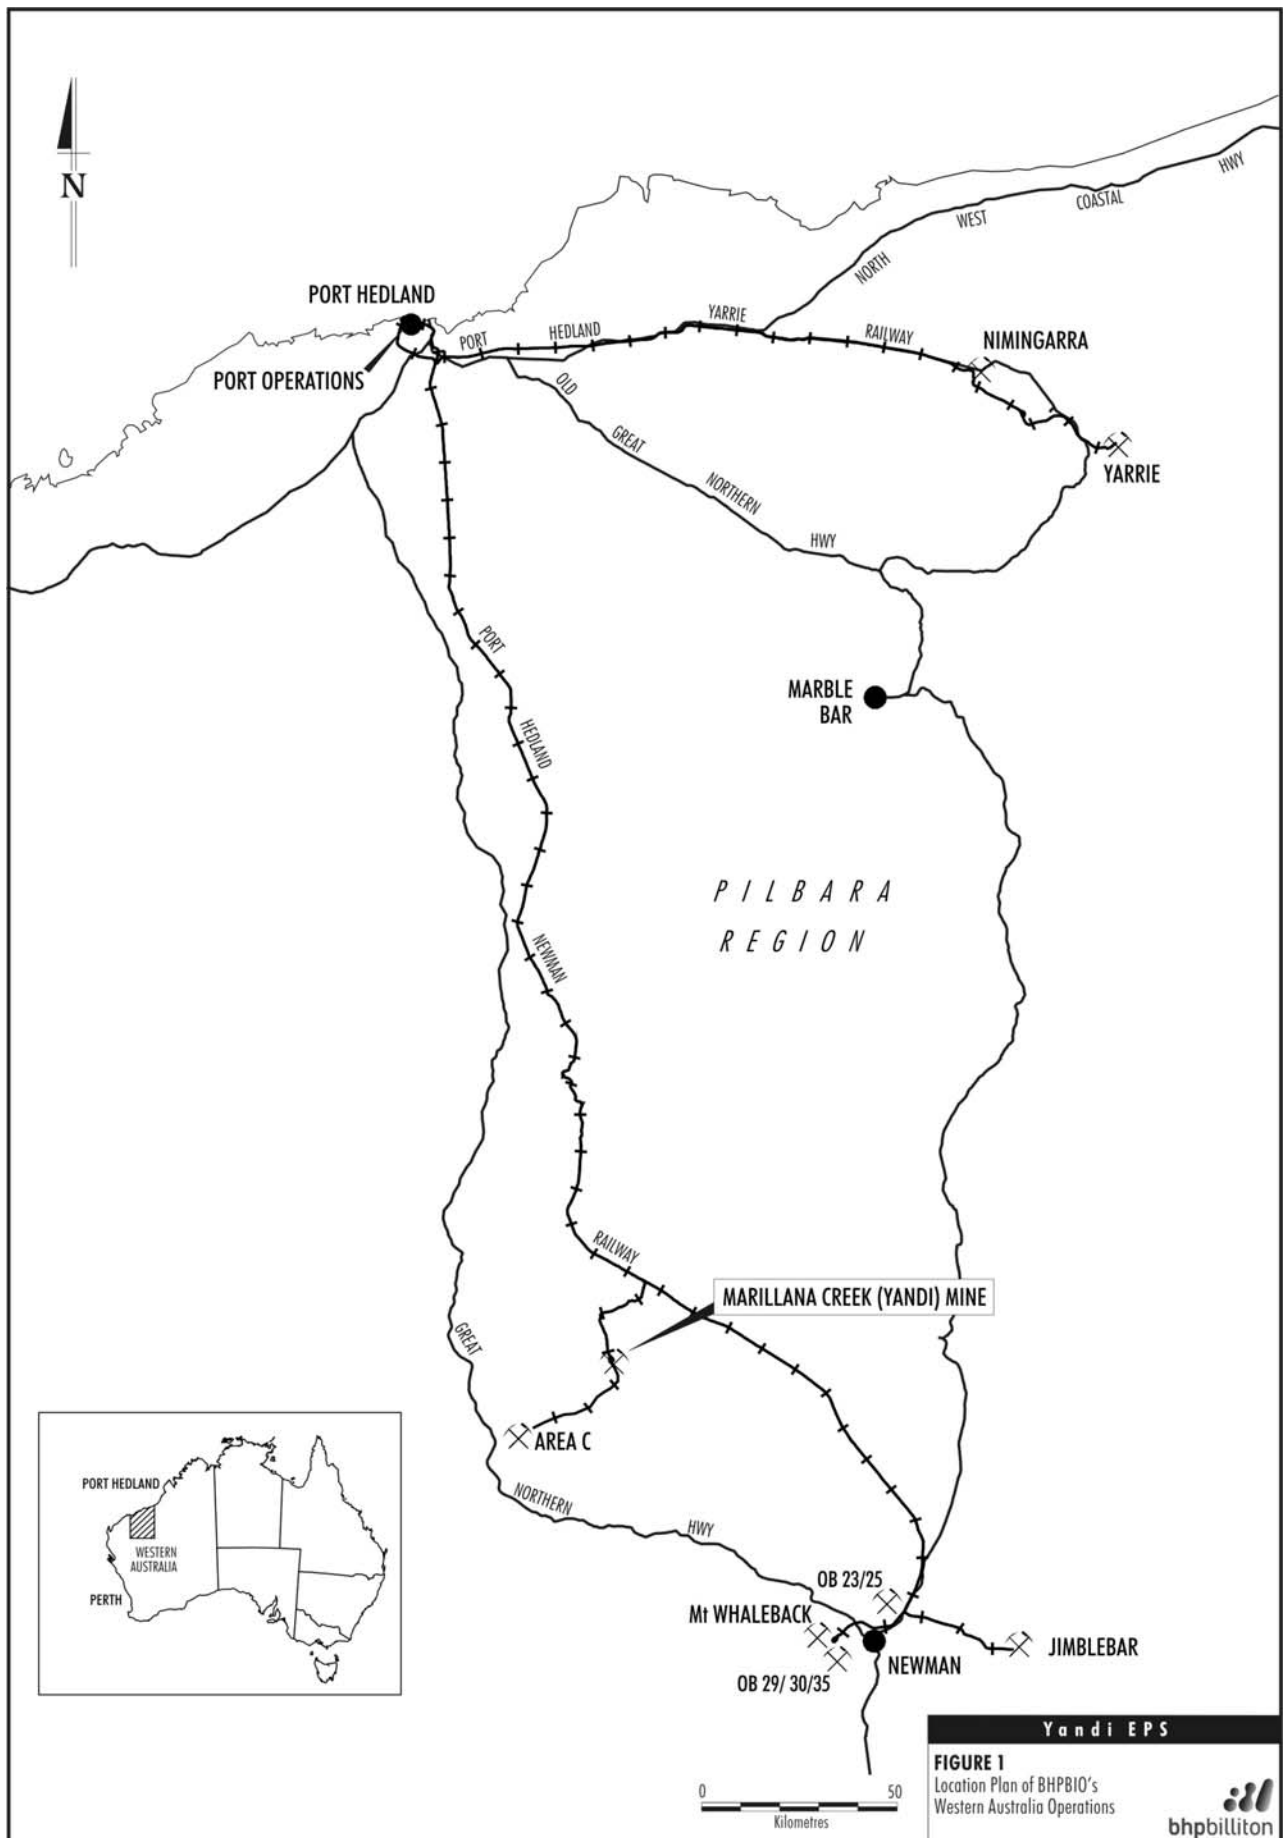 N
PORT HEDLAND
PORT OPERATIONS
PORT
HEDLAND
YARRIE
RAILWAY
NORTH
WEST
COASTAL
HWY
NIMINGARRA
YARRIE
OLD
GREAT
NORTHERN
HWY
MARBLE
BAR
PORT
HEDLAND
NEWMAN
RAILWAY
PILBARA
REGION
MARILLANA CREEK (YANDI) MINE
GREAT
NORTHERN
HWY
AREA C
PORT HEDLAND
WESTERN
AUSTRALIA
PERTH
OB 23/25
Mt WHALEBACK
OB 29/ 30/35
NEWMAN
JIMBLEBAR
0 50
Kilometres
Yandi EPS
FIGURE 1
Location Plan of BHPBIO's
Western Australia Operations
bhpbilliton